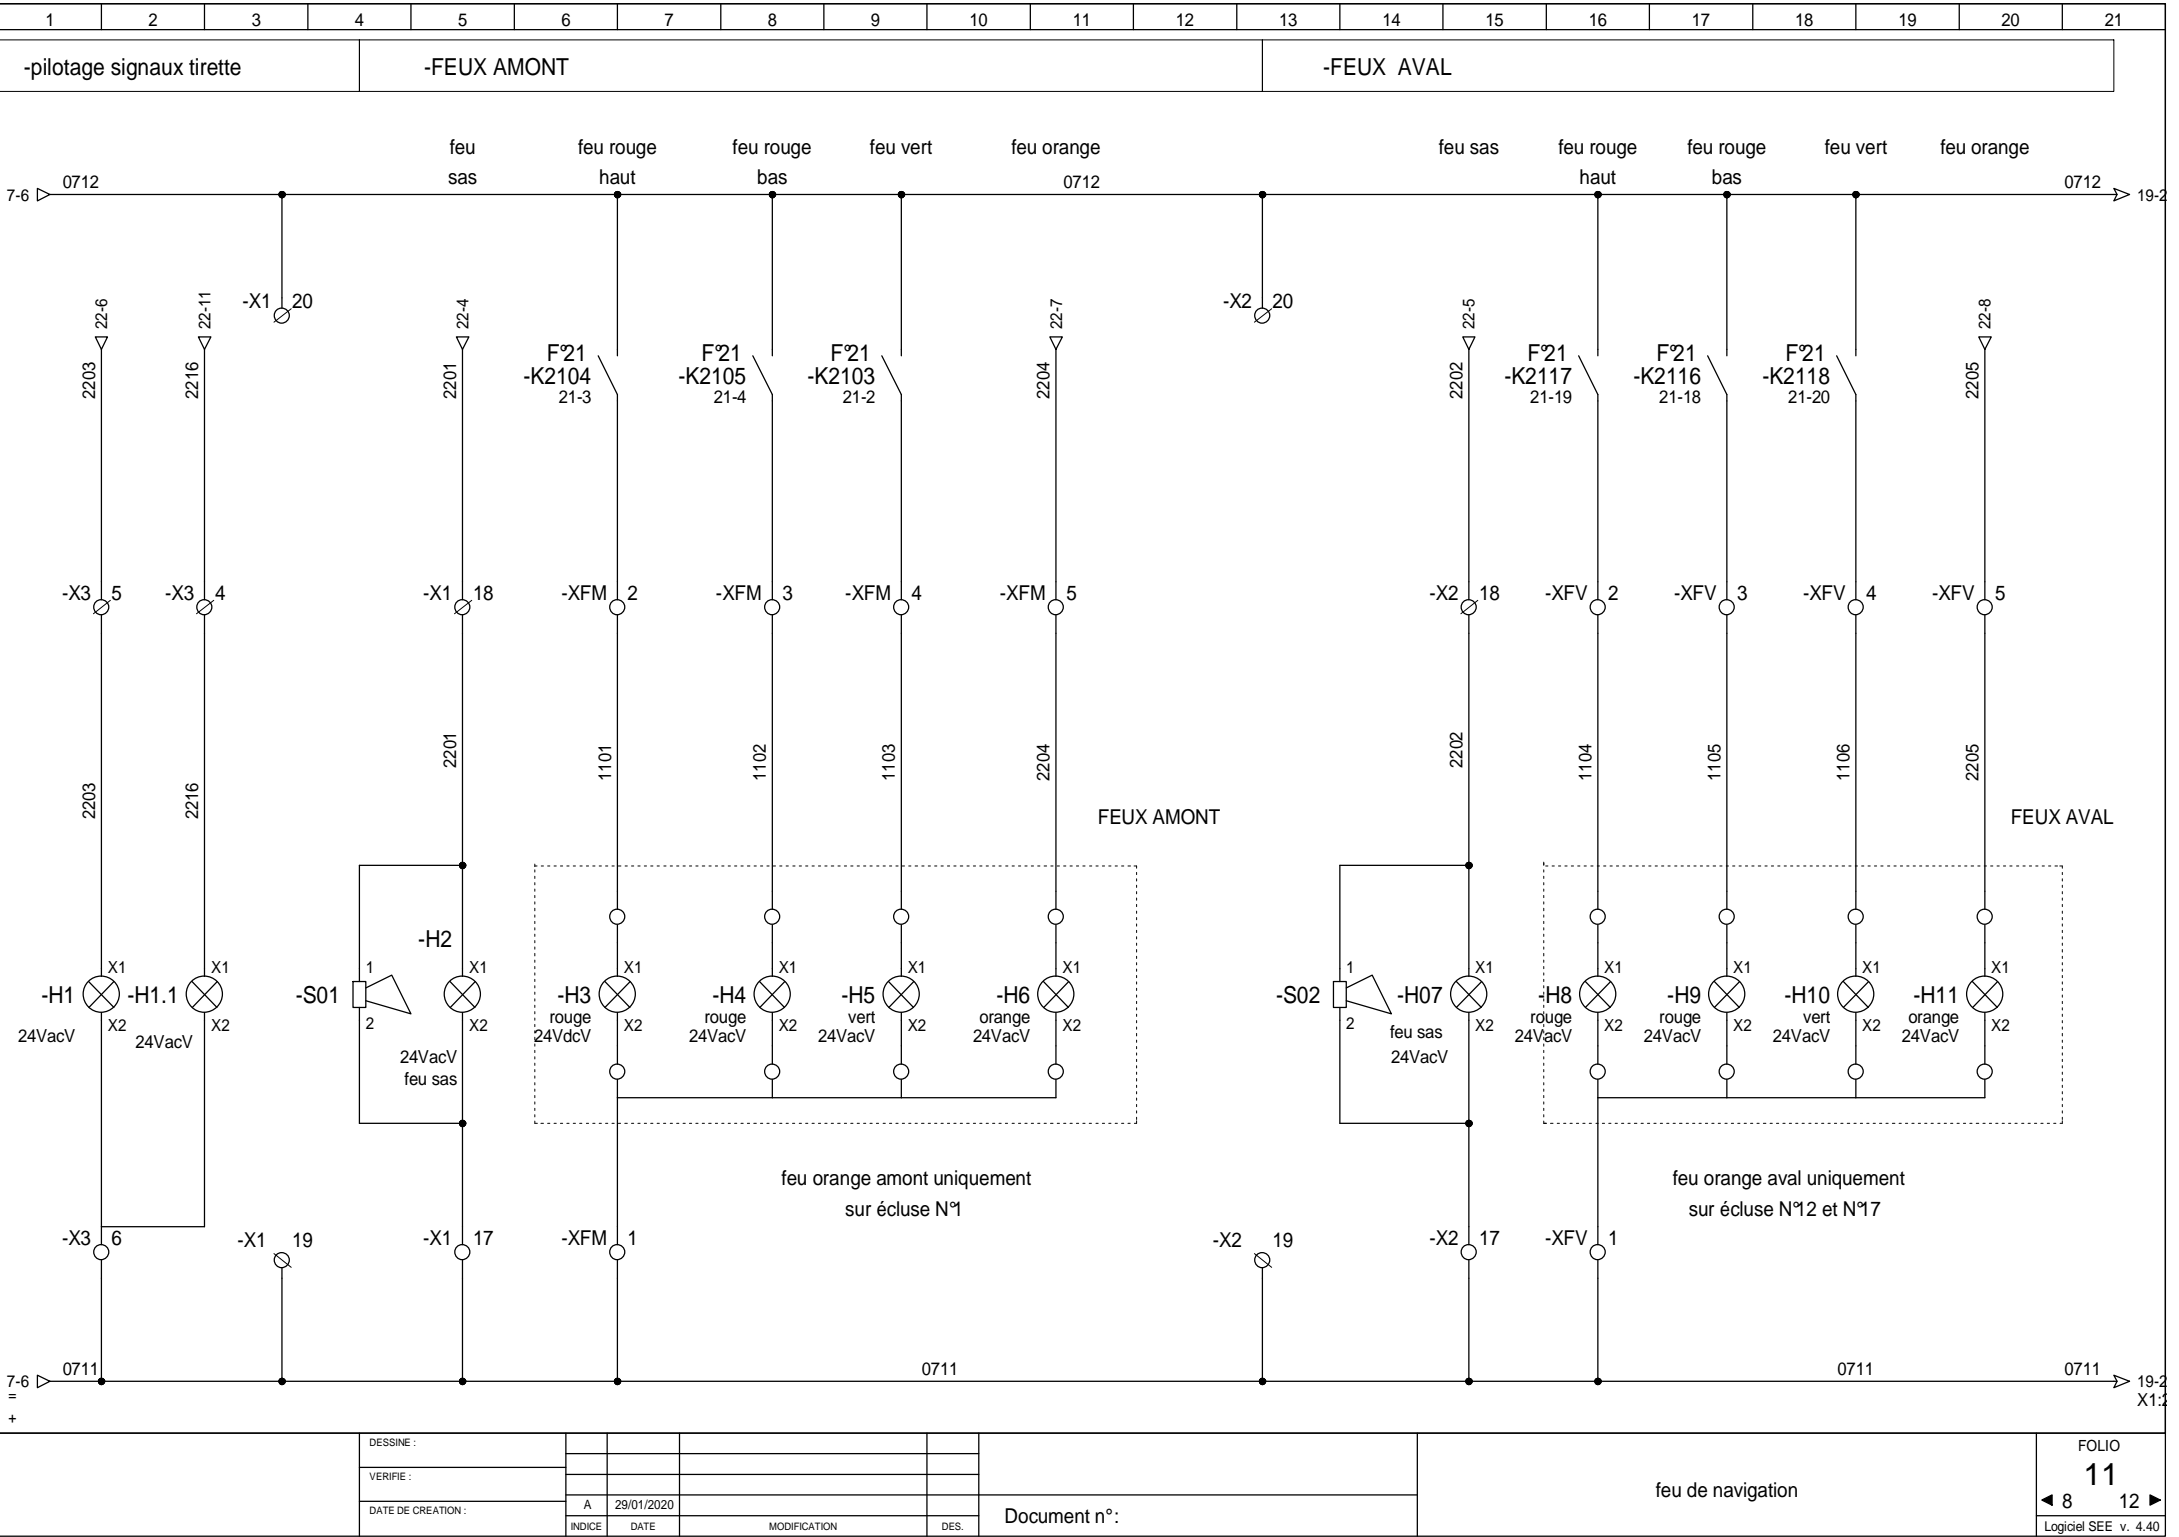 1 2 3 4 5 6 7 8 9 10 11 12 13 14 15 16 17 18 19 20 21
-pilotage signaux tirette -FEUX AMONT -FEUX AVAL
feu feu rouge feu rouge feu vert feu orange feu sas feu rouge feu rouge feu vert feu orange
sas haut bas haut bas
7-6 0712 0712 0712 19-2
22-6 22-11 -X1 20 22-4 22-7 -X2 20 22-5 22-8
F°21 F°21 F°21 F°21 F°21 F°21
-K2104 -K2105 -K2103 -K2117 -K2116 -K2118
21-3 21-4 21-2 21-19 21-18 21-20
2203 2216 2201 2204 2202 2205
-X3 5 -X3 4 -X1 18 -XFM 2 -XFM 3 -XFM 4 -XFM 5 -X2 18 -XFV 2 -XFV 3 -XFV 4 -XFV 5
2203 2216 2201 1101 1102 1103 2204 2202 1104 1105 1106 2205
FEUX AMONT FEUX AVAL
-H2
X1 X1 1 X1 X1 X1 X1 X1 1 X1 X1 X1 X1 X1
-H1 -H1.1 -S01 -H3 -H4 -H5 -H6 -S02 -H07 -H8 -H9 -H10 -H11
rouge rouge vert orange rouge rouge vert orange
X2 X2 2 X2 X2 X2 X2 X2 2 X2 X2 X2 X2 X2
24VacV 24VacV 24VdcV 24VacV 24VacV 24VacV feu sas 24VacV 24VacV 24VacV 24VacV
24VacV 24VacV
feu sas
feu orange amont uniquement feu orange aval uniquement
sur écluse N°1 sur écluse N°12 et N°17
-X3 6 -X1 19 -X1 17 -XFM 1 -X2 19 -X2 17 -XFV 1
7-6 0711 0711 0711 0711 19-2
= X1:2
+
DESSINE :
VERIFIE :
DATE DE CREATION :
A 29/01/2020
INDICE DATE MODIFICATION DES.
Document n°:
feu de navigation
FOLIO
11
8 12
Logiciel SEE v. 4.40